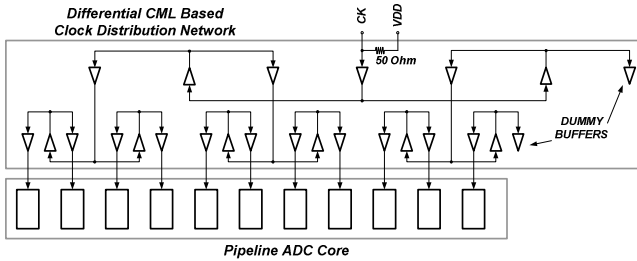 Differential CML Based
Clock Distribution Network
CK
VDD
50 Ohm
DUMMY
BUFFERS
Pipeline ADC Core